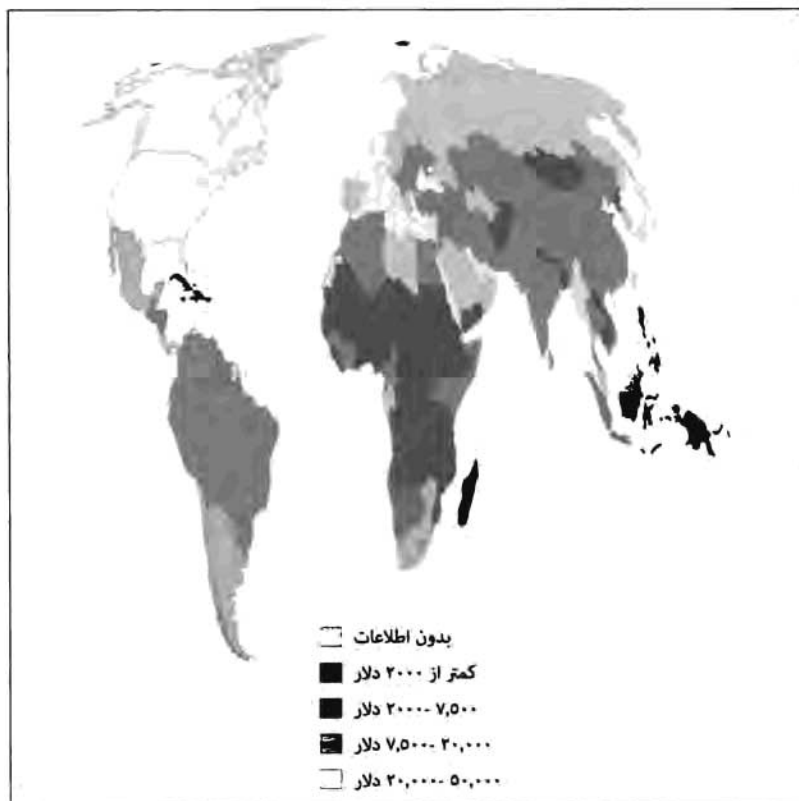 بدون اطلاعات
کمتر از ۲۰۰۰ دلار
۲۰۰۰- ۷,۵۰۰ دلار
۷,۵۰۰- ۲۰,۰۰۰ دلار
۲۰,۰۰۰- ۵۰,۰۰۰ دلار